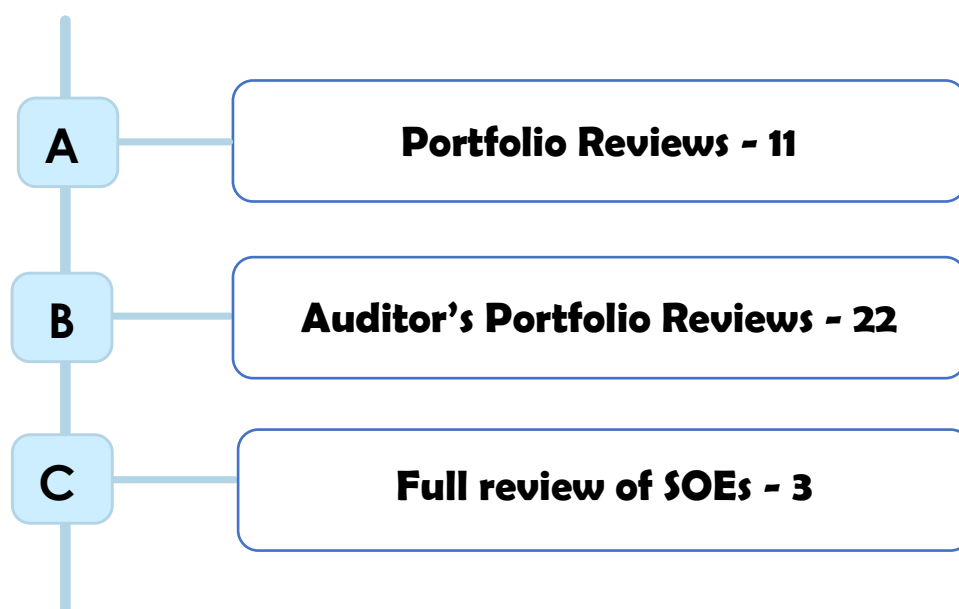 A
Portfolio Reviews - 11
B
Auditor’s Portfolio Reviews - 22
C
Full review of SOEs - 3